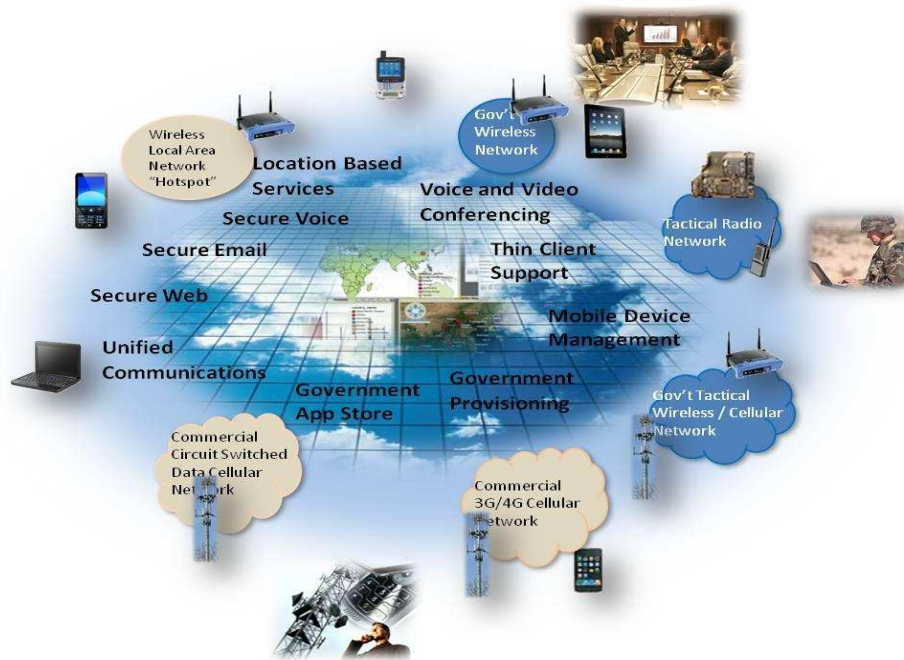 Wireless
Local Area
Network
"Hotspot"
Gov't
Wireless
Network
Location Based
Services
Voice and Video
Conferencing
Secure Voice
Tactical Radio
Network
Secure Email
Thin Client
Support
Secure Web
Mobile Device
Management
Unified
Communications
Government
App Store
Government
Provisioning
Gov't Tactical
Wireless / Cellular
Network
Commercial
Circuit Switched
Data Cellular
Network
Commercial
3G/4G Cellular
Network